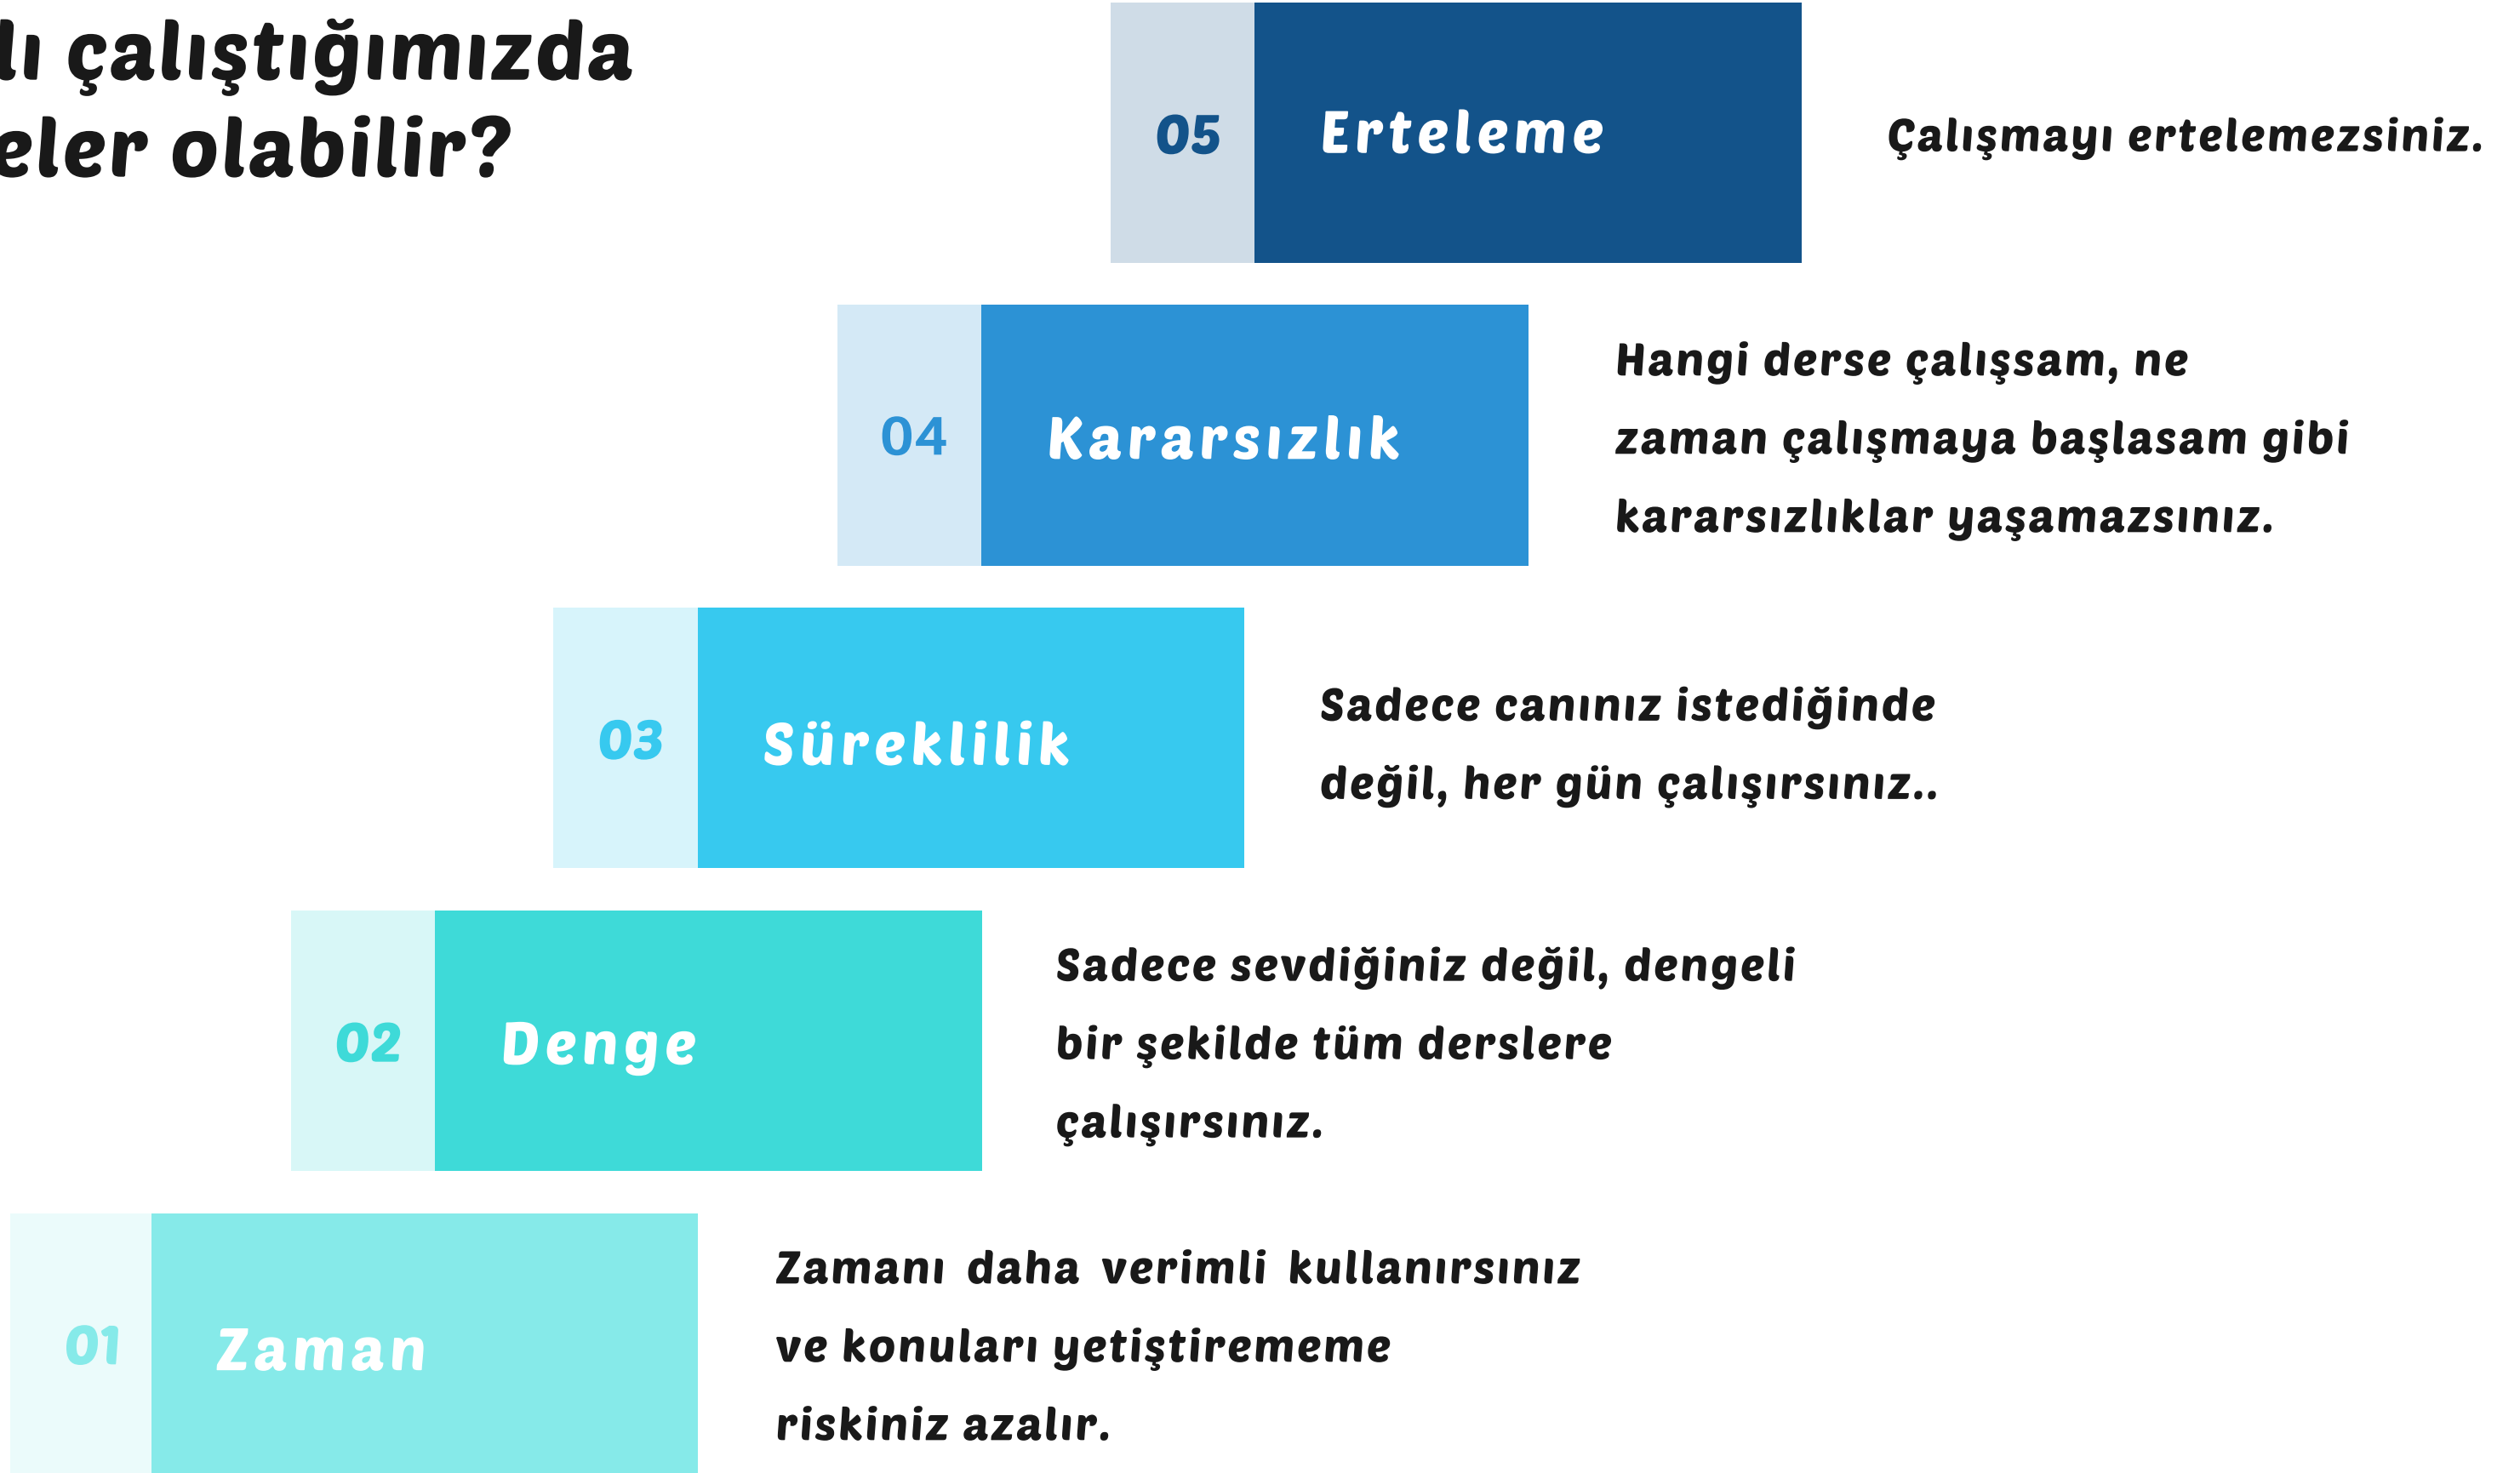 çalıştığımızda
olabilir?
05
Erteleme
Çalışmayı ertelemezsiniz.
04
Kararsızlık
Hangi derse çalışsam, ne
zaman çalışmaya başlasam gibi
kararsızlıklar yaşamazsınız.
03
Süreklilik
Sadece canınız istediğinde
değil, her gün çalışırsınız..
02
Denge
Sadece sevdiğiniz değil, dengeli
bir şekilde tüm derslere
çalışırsınız.
01
Zaman
Zamanı daha verimli kullanırsınız
ve konuları yetiştirememe
riskiniz azalır.